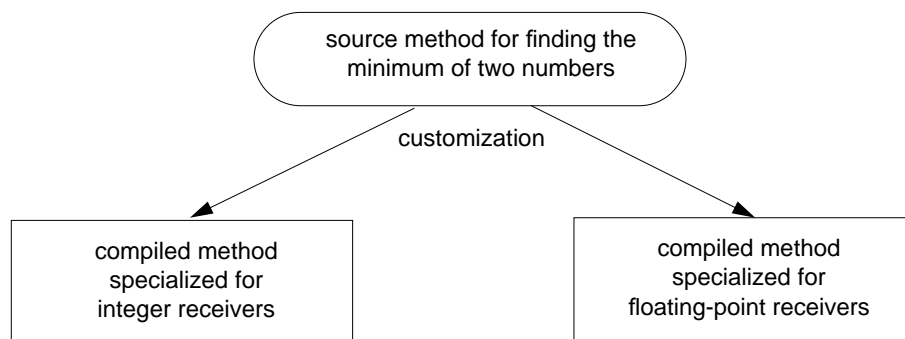 source method for finding the
minimum of two numbers
customization
compiled method
specialized for
integer receivers
compiled method
specialized for
floating-point receivers